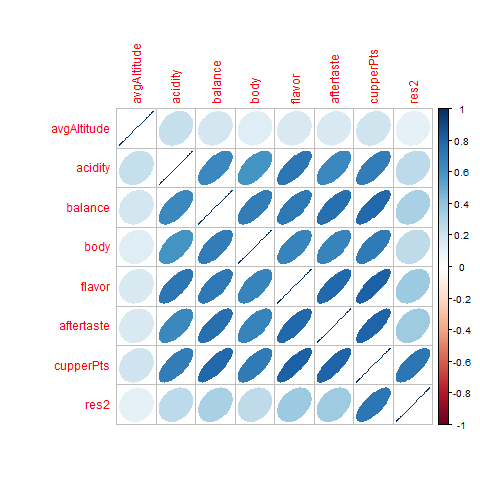 avgAltitude
acidity
balance
body
flavor
aftertaste
cupperPts
res2
avgAltitude
acidity
balance
body
flavor
aftertaste
cupperPts
res2
1
0.8
0.6
0.4
0.2
0
-0.2
-0.4
-0.6
-0.8
-1